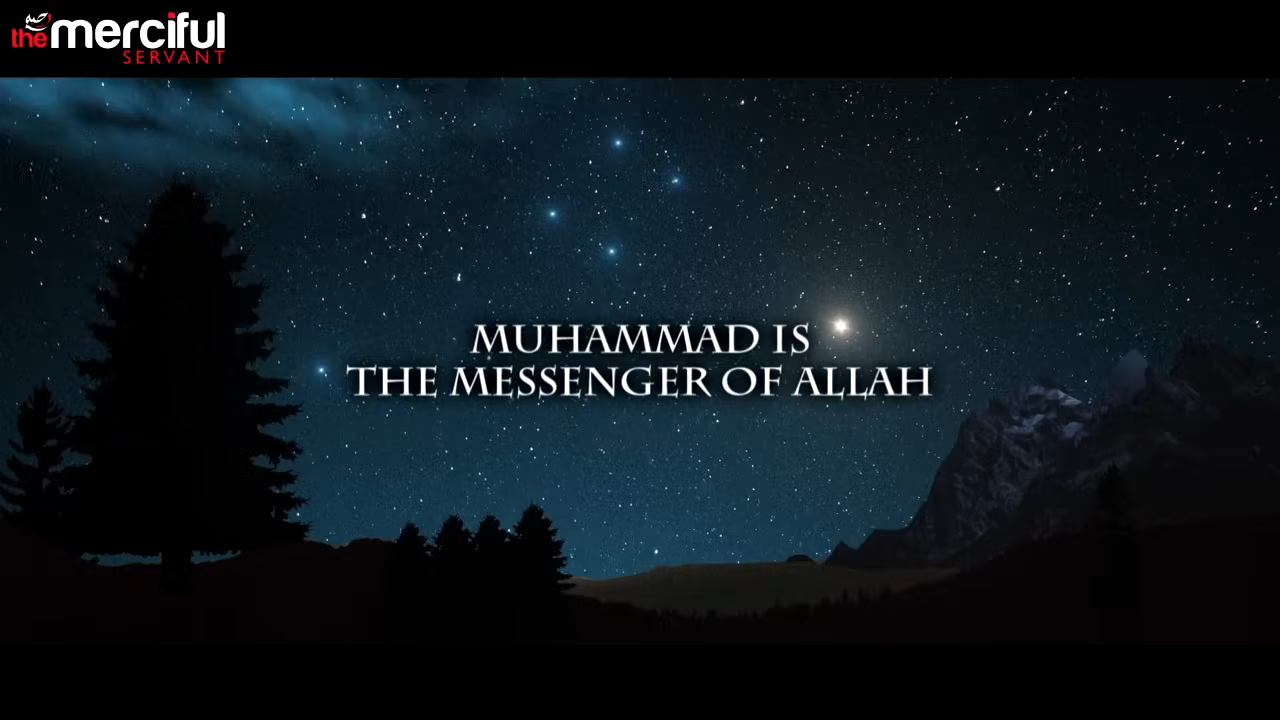 the merciful
SERVANT
MUHAMMAD IS
THE MESSENGER OF ALLAH